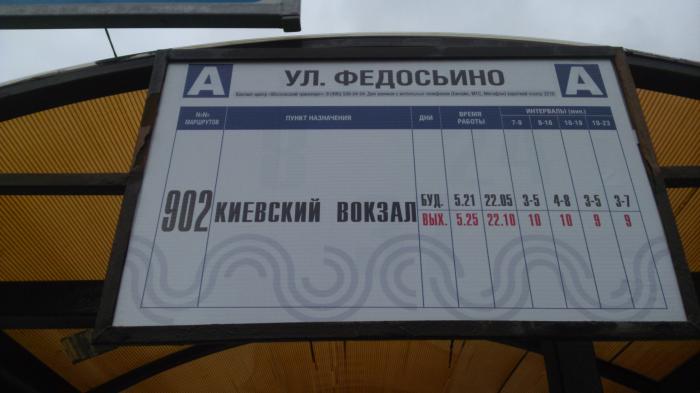 А УЛ. ФЕДОСЬИНО А
№№ МАРШРУТОВ ПУНКТ НАЗНАЧЕНИЯ ДНИ ВРЕМЯ РАБОТЫ ИНТЕРВАЛЫ (мин.)
7-9 16-19 19-23
902 КИЕВСКИЙ ВОКЗАЛ
БУД. 5.21 22.05 3-5 4-8 3-5 3-7
ВЫХ. 5.25 22.10 10 10 9 9